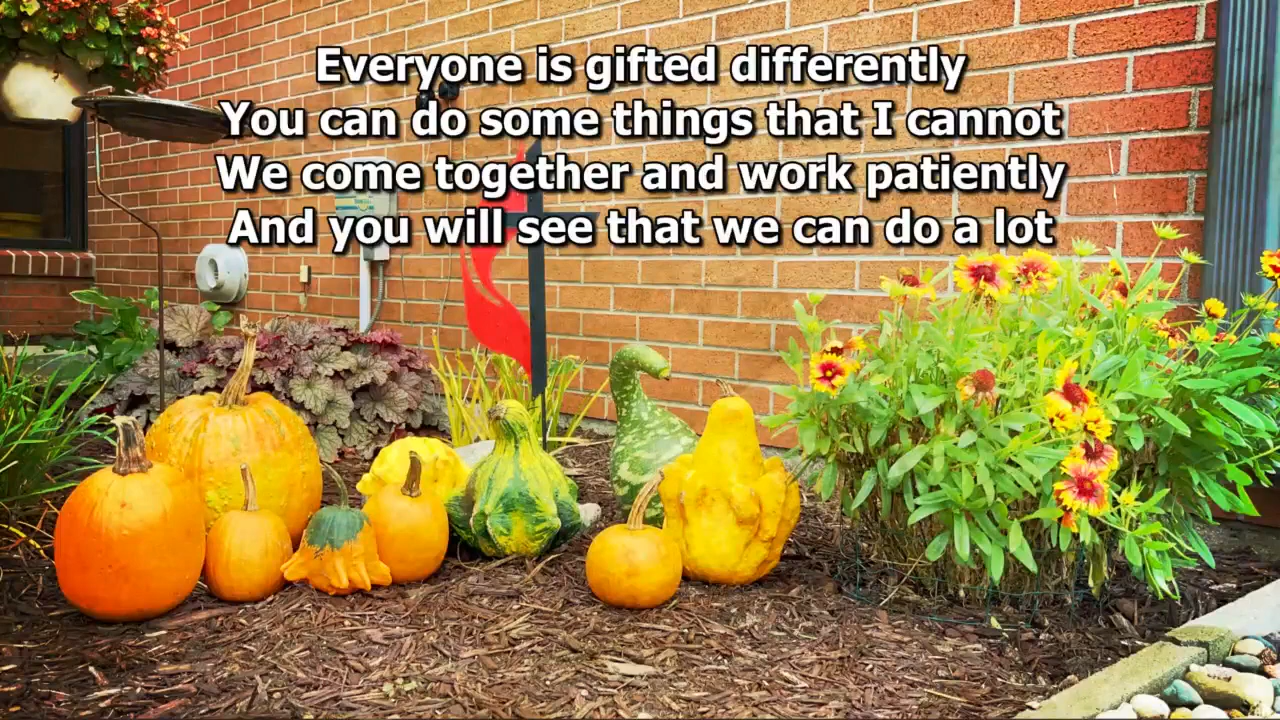 Everyone is gifted differently
You can do some things that I cannot
We come together and work patiently
And you will see that we can do a lot